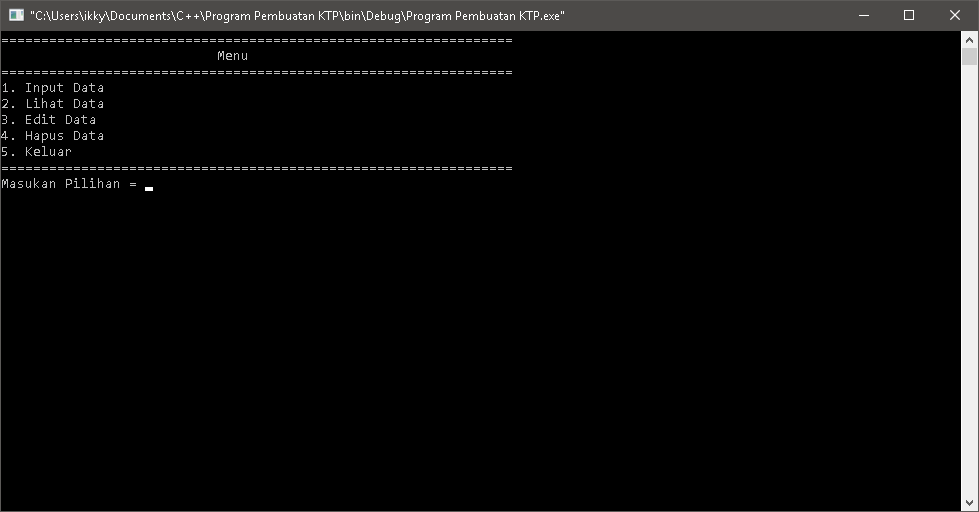 "C:\Users\ikky\Documents\C++\Program Pembuatan KTP\bin\Debug\Program Pembuatan KTP.exe"
================================================================
Menu
================================================================
1. Input Data
2. Lihat Data
3. Edit Data
4. Hapus Data
5. Keluar
================================================================
Masukan Pilihan =